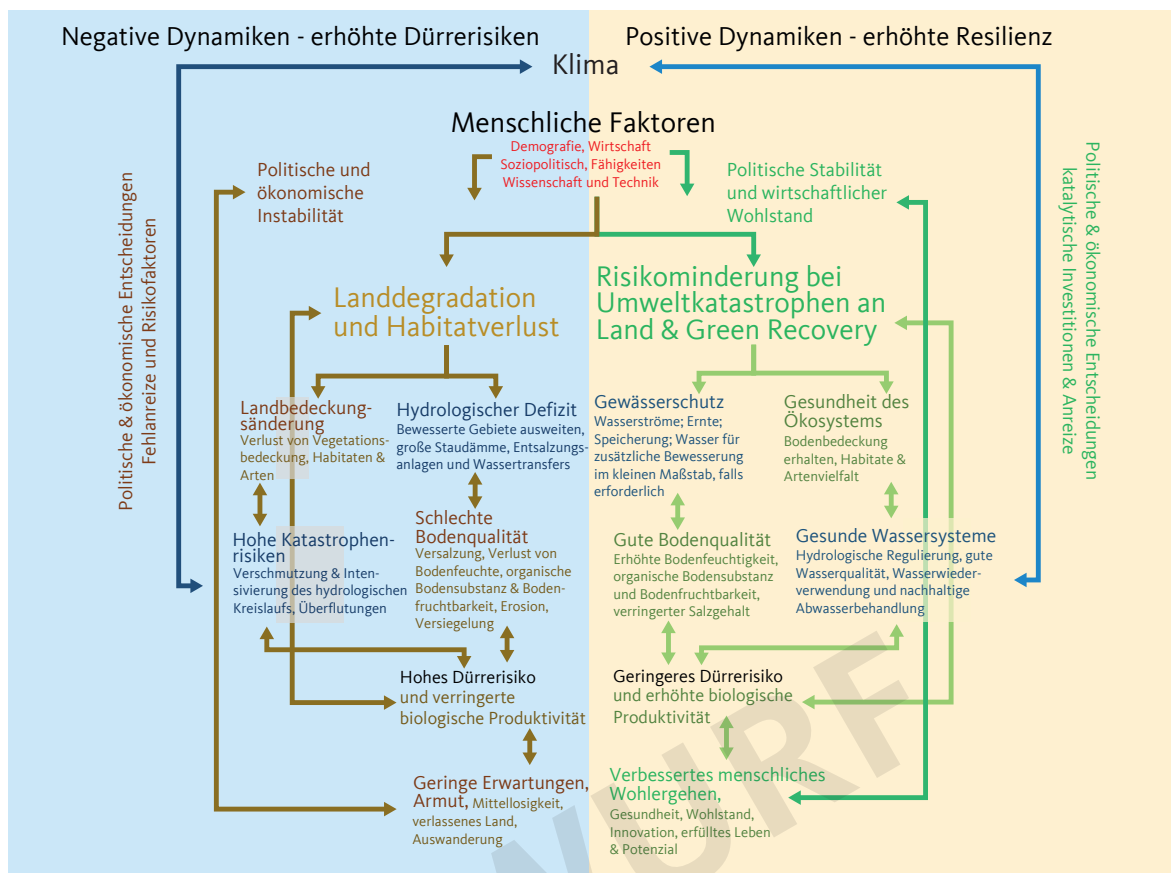 Negative Dynamiken - erhöhte Dürrerisiken
Positive Dynamiken - erhöhte Resilienz
Klima
Menschliche Faktoren
Demografie, Wirtschaft
Soziopolitisch, Fähigkeiten
Wissenschaft und Technik
Politische und
ökonomische
Instabilität
Politische Stabilität
und wirtschaftlicher
Wohlstand
Politische & ökonomische Entscheidungen
Fehlanreize und Risikofaktoren
Politische & ökonomische Entscheidungen
katalytische Investitionen & Anreize
Landdegradation
und Habitatverlust
Risikominderung bei
Umweltkatastrophen an
Land & Green Recovery
Landbedeckung-
sänderung
Verlust von Vegetations-
bedeckung, Habitaten &
Arten
Hydrologischer Defizit
Bewässerte Gebiete ausweiten,
große Staudämme, Entsalzungs-
anlagen und Wassertransfers
Gewässerschutz
Wasserströme; Ernte;
Speicherung; Wasser für
zusätzliche Bewesserung
im kleinen Maßstab, falls
erforderlich
Gesundheit des
Ökosystems
Bodenbedeckung
erhalten, Habitate &
Artenvielfalt
Hohe Katastrophen-
risiken
Verschmutzung & Inten-
sivierung des hydrologischen
Kreislaufs, Überflutungen
Schlechte
Bodenqualität
Versalzung, Verlust von
Bodenfeuchte, organische
Bodensubstanz & Boden-
fruchtbarkeit, Erosion,
Versiegelung
Gute Bodenqualität
Erhöhte Bodenfeuchtigkeit,
organische Bodensubstanz
und Bodenfruchtbarkeit,
verringerter Salzgehalt
Gesunde Wassersysteme
Hydrologische Regulierung, gute
Wasserqualität, Wasserwieder-
verwendung und nachhaltige
Abwasserbehandlung
Hohes Dürrerisiko
und verringerte
biologische Produktivität
Geringeres Dürrerisiko
und erhöhte biologische
Produktivität
Geringe Erwartungen,
Armut, Mittellosigkeit,
verlassenes Land,
Auswanderung
Verbessertes menschliches
Wohlergehen,
Gesundheit, Wohlstand,
Innovation, erfülltes Leben
& Potenzial
WURF